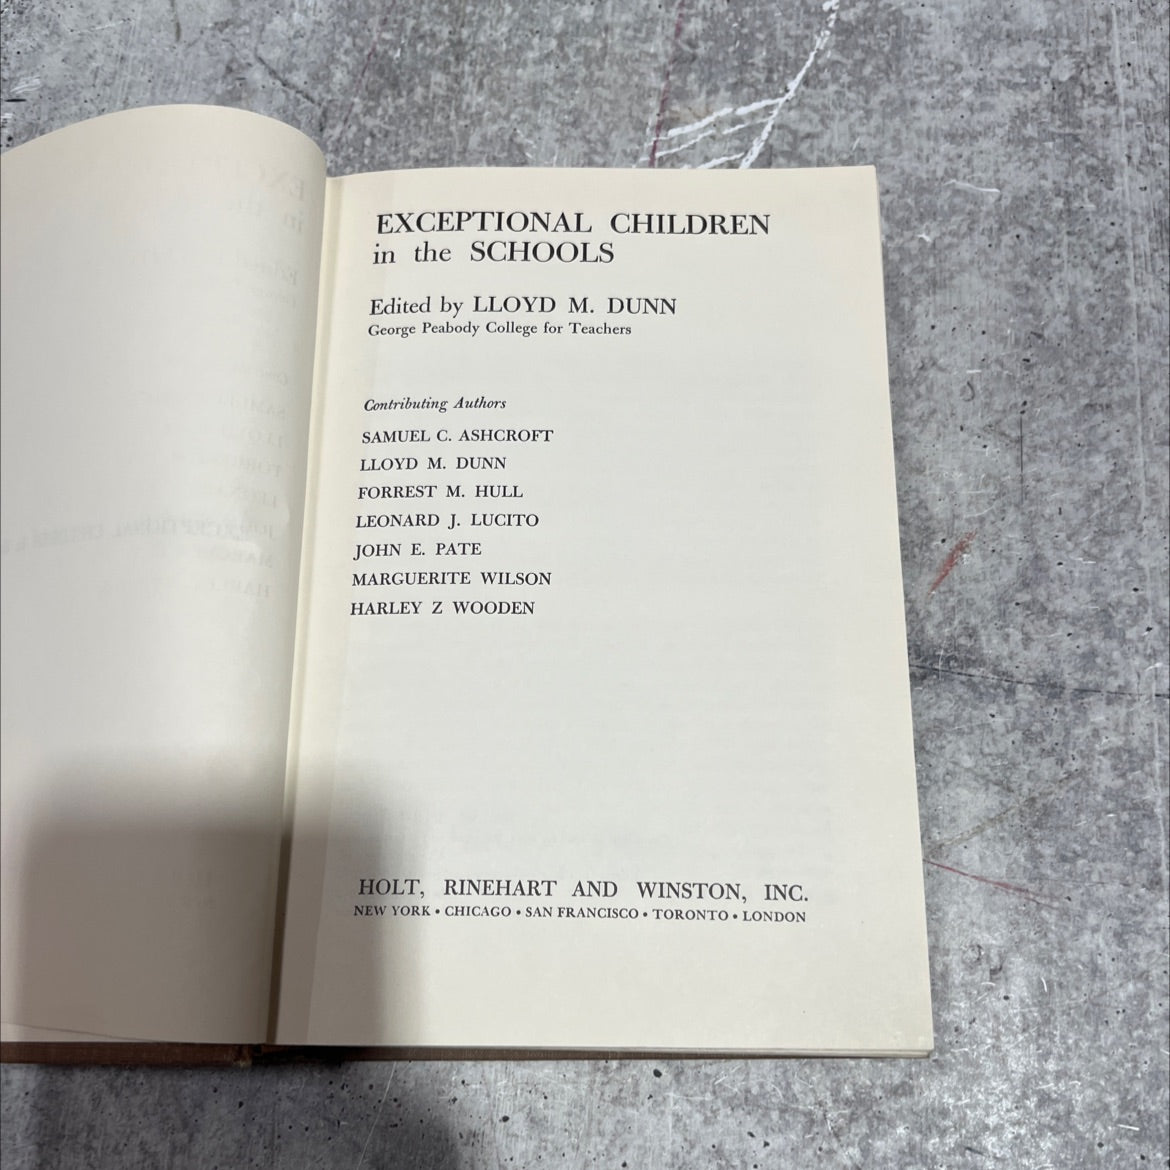 EXCEPTIONAL CHILDREN
in the SCHOOLS
Edited by LLOYD M. DUNN
George Peabody College for Teachers
Contributing Authors
SAMUEL C. ASHCROFT
LLOYD M. DUNN
FORREST M. HULL
LEONARD J. LUCITO
JOHN E. PATE
MARGUERITE WILSON
HARLEY Z WOODEN
HOLT, RINEHART AND WINSTON, INC.
NEW YORK • CHICAGO • SAN FRANCISCO • TORONTO • LONDON